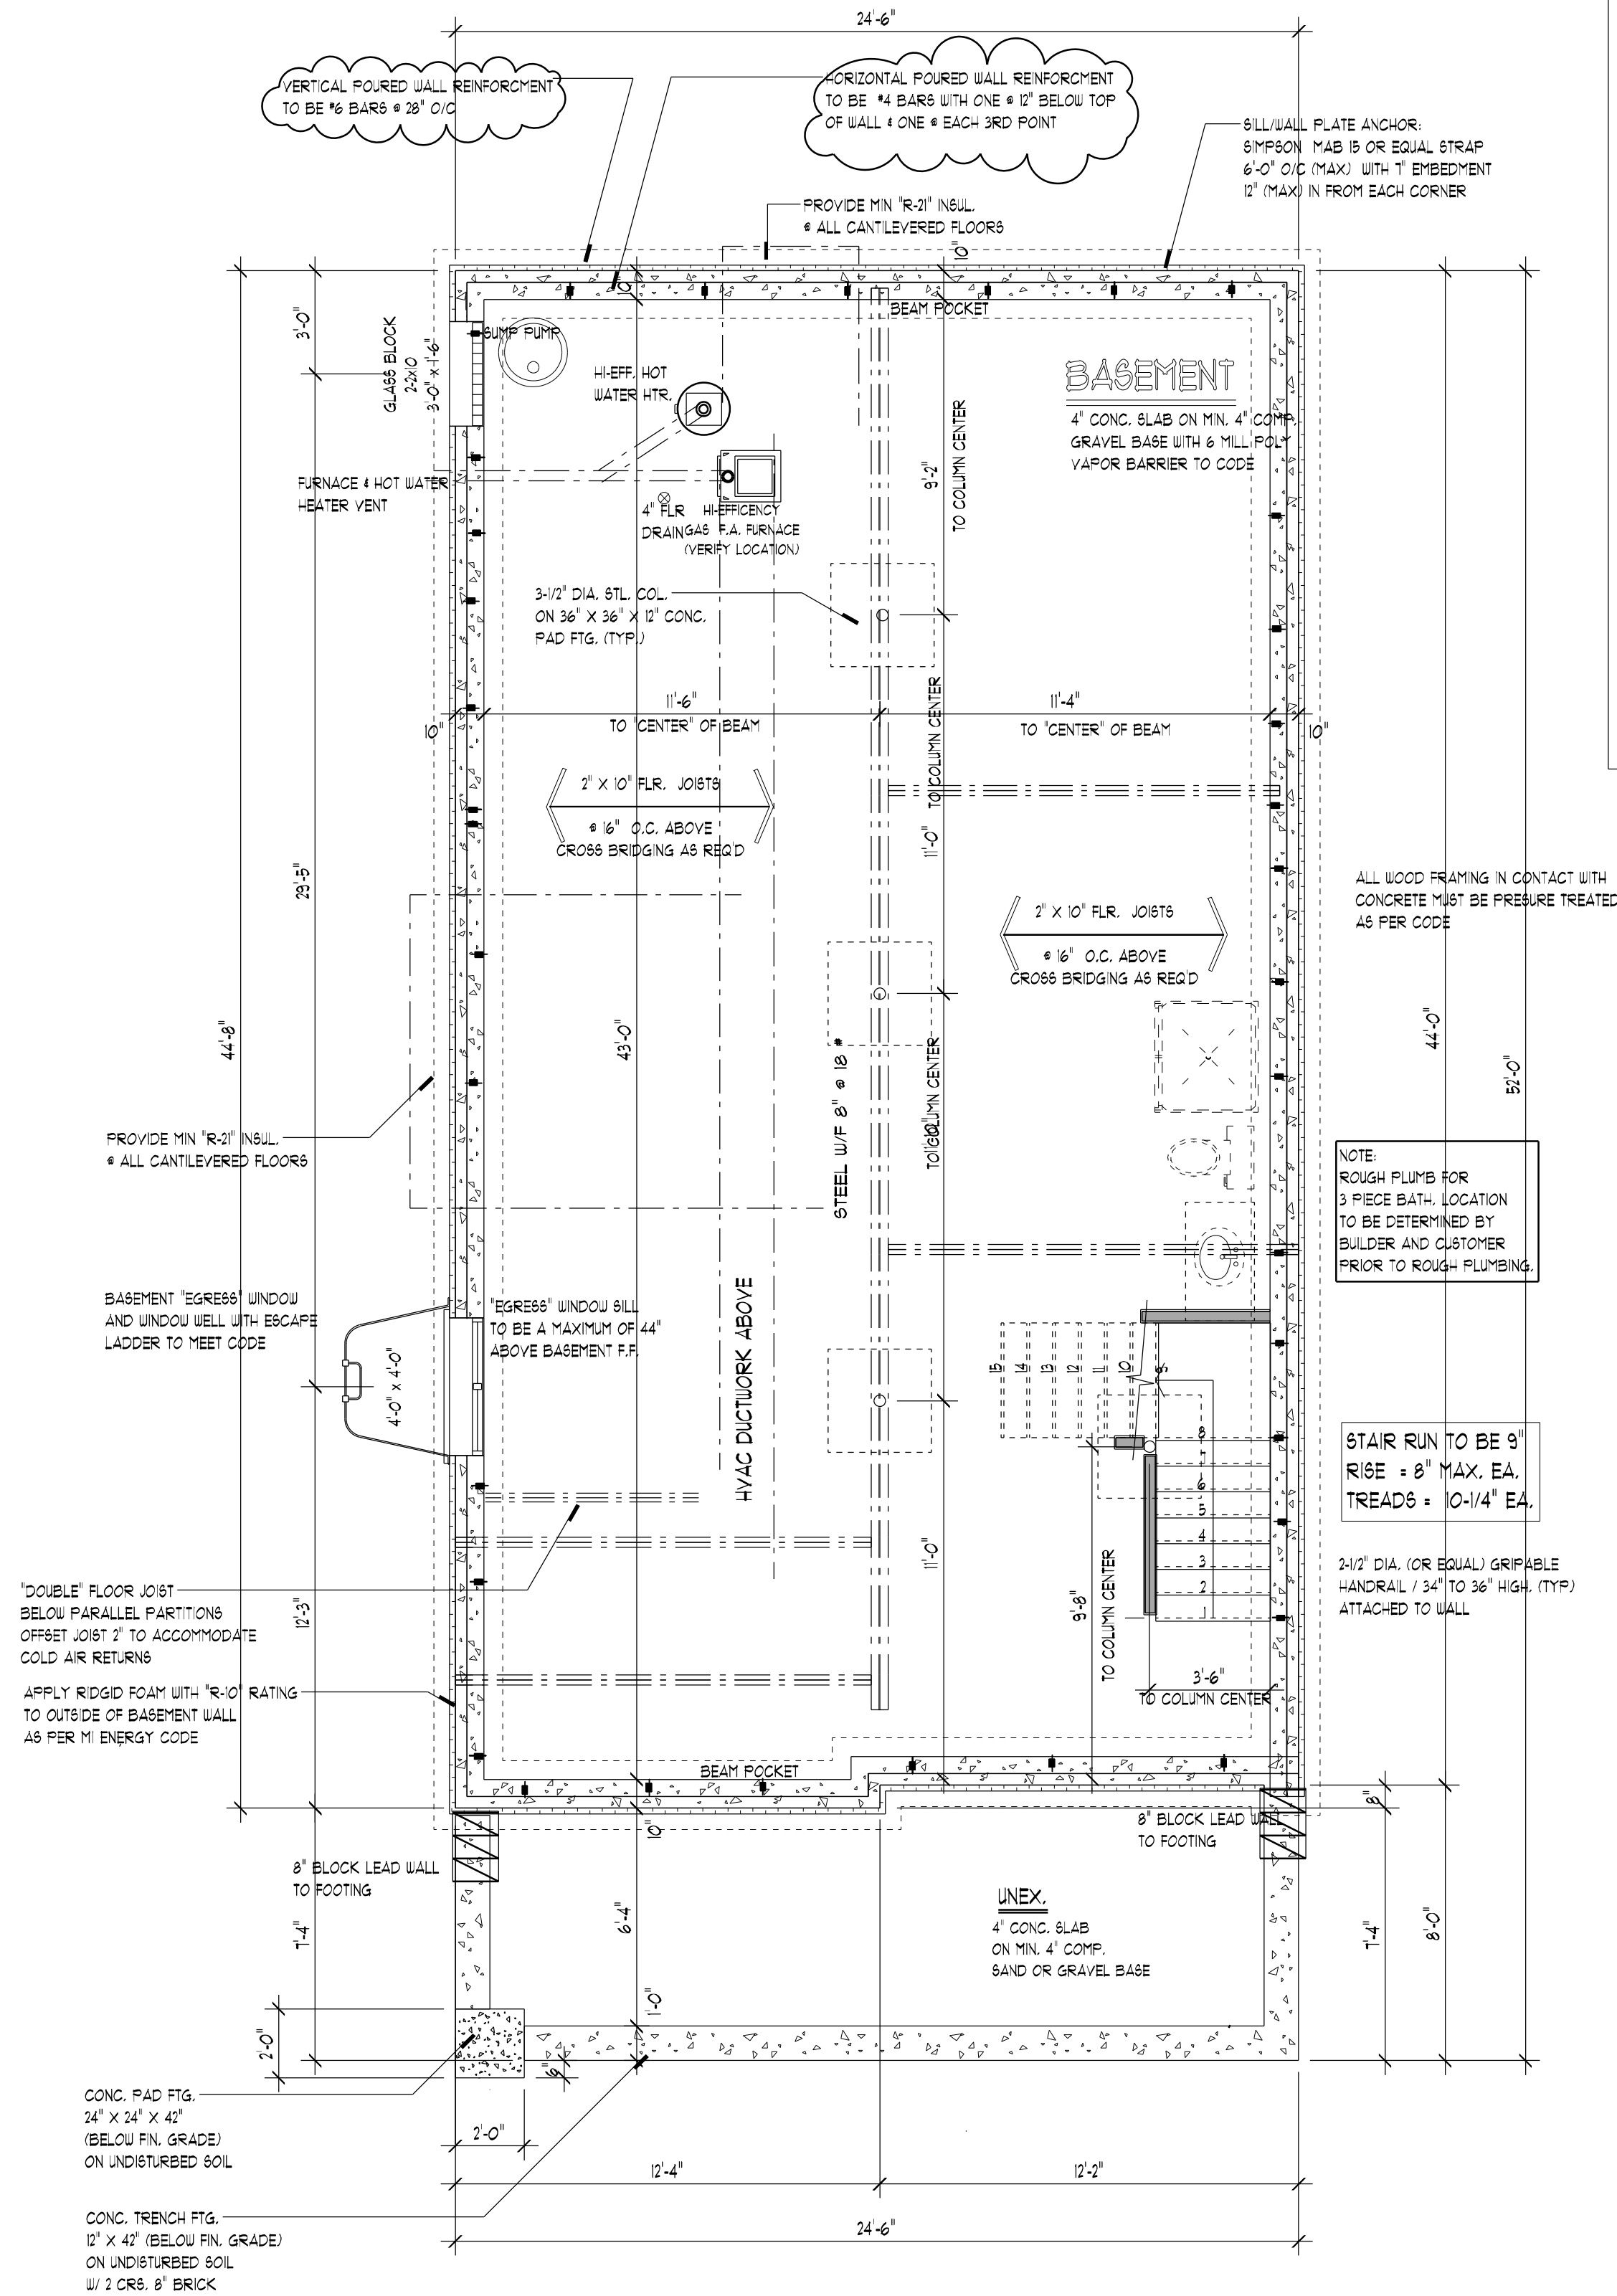 24'-6"
VERTICAL POURED WALL REINFORCMENT
TO BE #6 BARS @ 28" O/C
HORIZONTAL POURED WALL REINFORCMENT
TO BE #4 BARS WITH ONE @ 12" BELOW TOP
OF WALL & ONE @ EACH 3RD POINT
SILL/WALL PLATE ANCHOR:
SIMPSON MAB 15 OR EQUAL STRAP
6'-0" O/C (MAX) WITH 7" EMBEDMENT
12" (MAX) IN FROM EACH CORNER
PROVIDE MIN "R-21" INSUL.
@ ALL CANTILEVERED FLOORS
10"
10"
BEAM POCKET
3'-0"
GLASS BLOCK
2-2x10
3'-0" x 1'-6"
SUMP PUMP
HI-EFF. HOT
WATER HTR.
BASEMENT
4" CONC. SLAB ON MIN. 4" COMP.
GRAVEL BASE WITH 6 MILL POLY
VAPOR BARRIER TO CODE
9'-2"
TO COLUMN CENTER
FURNACE & HOT WATER
HEATER VENT
4" FLR
DRAIN
HI-EFFICENCY
GAS F.A. FURNACE
(VERIFY LOCATION)
3-1/2" DIA. STL. COL.
ON 36" X 36" X 12" CONC.
PAD FTG. (TYP.)
11'-6"
TO "CENTER" OF BEAM
11'-4"
TO "CENTER" OF BEAM
10"
10"
TO COLUMN CENTER
11'-0"
2" X 10" FLR. JOISTS
@ 16" O.C. ABOVE
CROSS BRIDGING AS REQ'D
29'-5"
ALL WOOD FRAMING IN CONTACT WITH
CONCRETE MUST BE PRESURE TREATED
AS PER CODE
2" X 10" FLR. JOISTS
@ 16" O.C. ABOVE
CROSS BRIDGING AS REQ'D
44'-8"
43'-0"
44'-0"
52'-0"
STEEL W/F 8" @ 18 #
TO COLUMN CENTER
PROVIDE MIN "R-21" INSUL.
@ ALL CANTILEVERED FLOORS
NOTE:
ROUGH PLUMB FOR
3 PIECE BATH. LOCATION
TO BE DETERMINED BY
BUILDER AND CUSTOMER
PRIOR TO ROUGH PLUMBING.
BASEMENT "EGRESS" WINDOW
AND WINDOW WELL WITH ESCAPE
LADDER TO MEET CODE
"EGRESS" WINDOW SILL
TO BE A MAXIMUM OF 44"
ABOVE BASEMENT F.F.
4'-0" x 4'-0"
HVAC DUCTWORK ABOVE
15
14
13
12
11
10
9
8
7
6
5
4
3
2
1
STAIR RUN TO BE 9"
RISE = 8" MAX. EA.
TREADS = 10-1/4" EA.
11'-0"
9'-8"
TO COLUMN CENTER
2-1/2" DIA. (OR EQUAL) GRIPABLE
HANDRAIL / 34" TO 36" HIGH. (TYP)
ATTACHED TO WALL
"DOUBLE" FLOOR JOIST
BELOW PARALLEL PARTITIONS
OFFSET JOIST 2" TO ACCOMMODATE
COLD AIR RETURNS
12'-3"
3'-6"
TO COLUMN CENTER
APPLY RIDGID FOAM WITH "R-10" RATING
TO OUTSIDE OF BASEMENT WALL
AS PER MI ENERGY CODE
BEAM POCKET
8"
10"
8" BLOCK LEAD WALL
TO FOOTING
8" BLOCK LEAD WALL
TO FOOTING
UNEX.
4" CONC. SLAB
ON MIN. 4" COMP.
SAND OR GRAVEL BASE
7'-4"
6'-4"
7'-4"
8'-0"
1'-0"
2'-0"
6"
CONC. PAD FTG.
24" X 24" X 42"
(BELOW FIN. GRADE)
ON UNDISTURBED SOIL
2'-0"
12'-4"
12'-2"
CONC. TRENCH FTG.
12" X 42" (BELOW FIN. GRADE)
ON UNDISTURBED SOIL
W/ 2 CRS. 8" BRICK
24'-6"